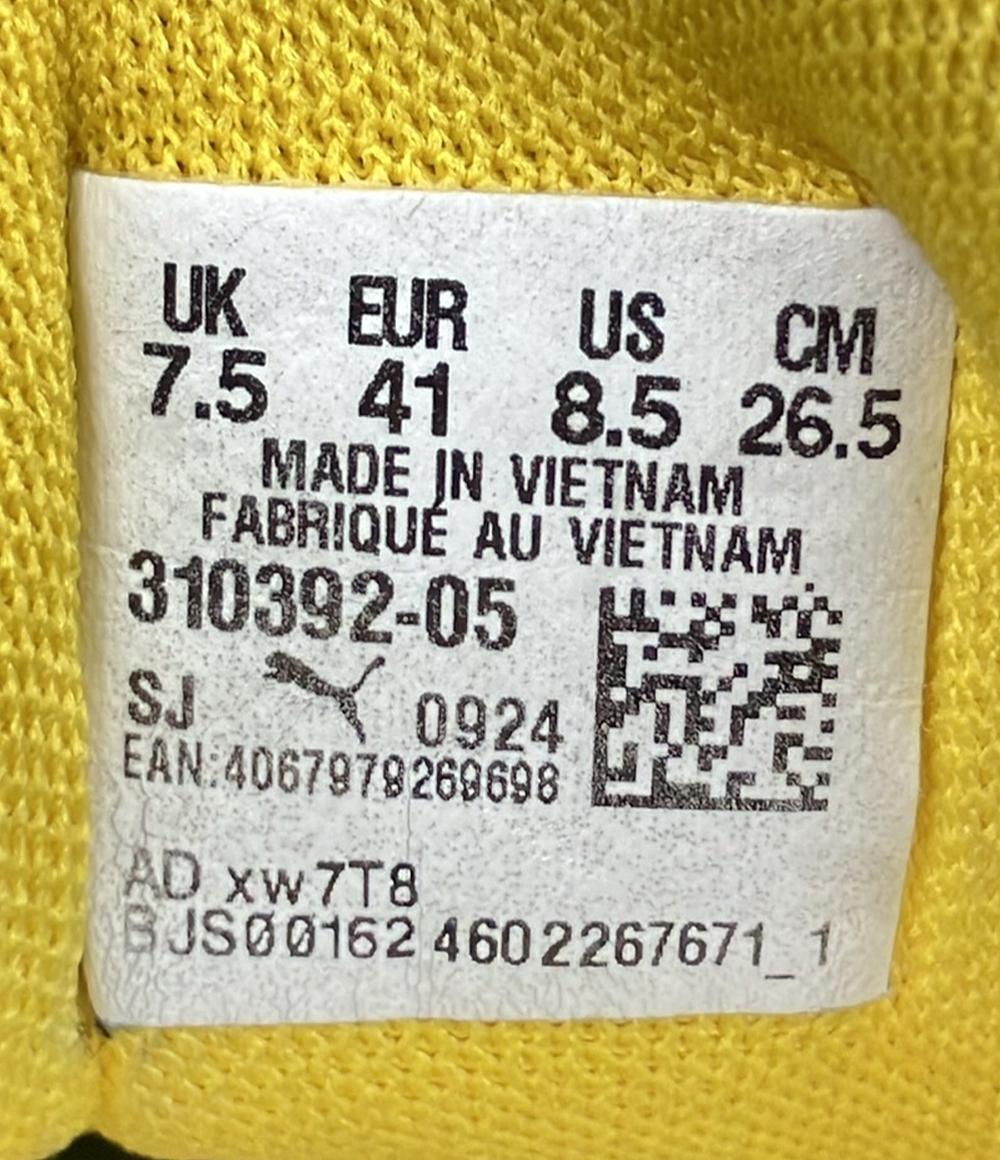 UK EUR US CM
7.5 41 8.5 26.5
MADE IN VIETNAM
FABRIQUE AU VIETNAM
310392-05
SJ 0924
EAN:4067979269698
AD xw7T8
BJS00162 4602267671_1